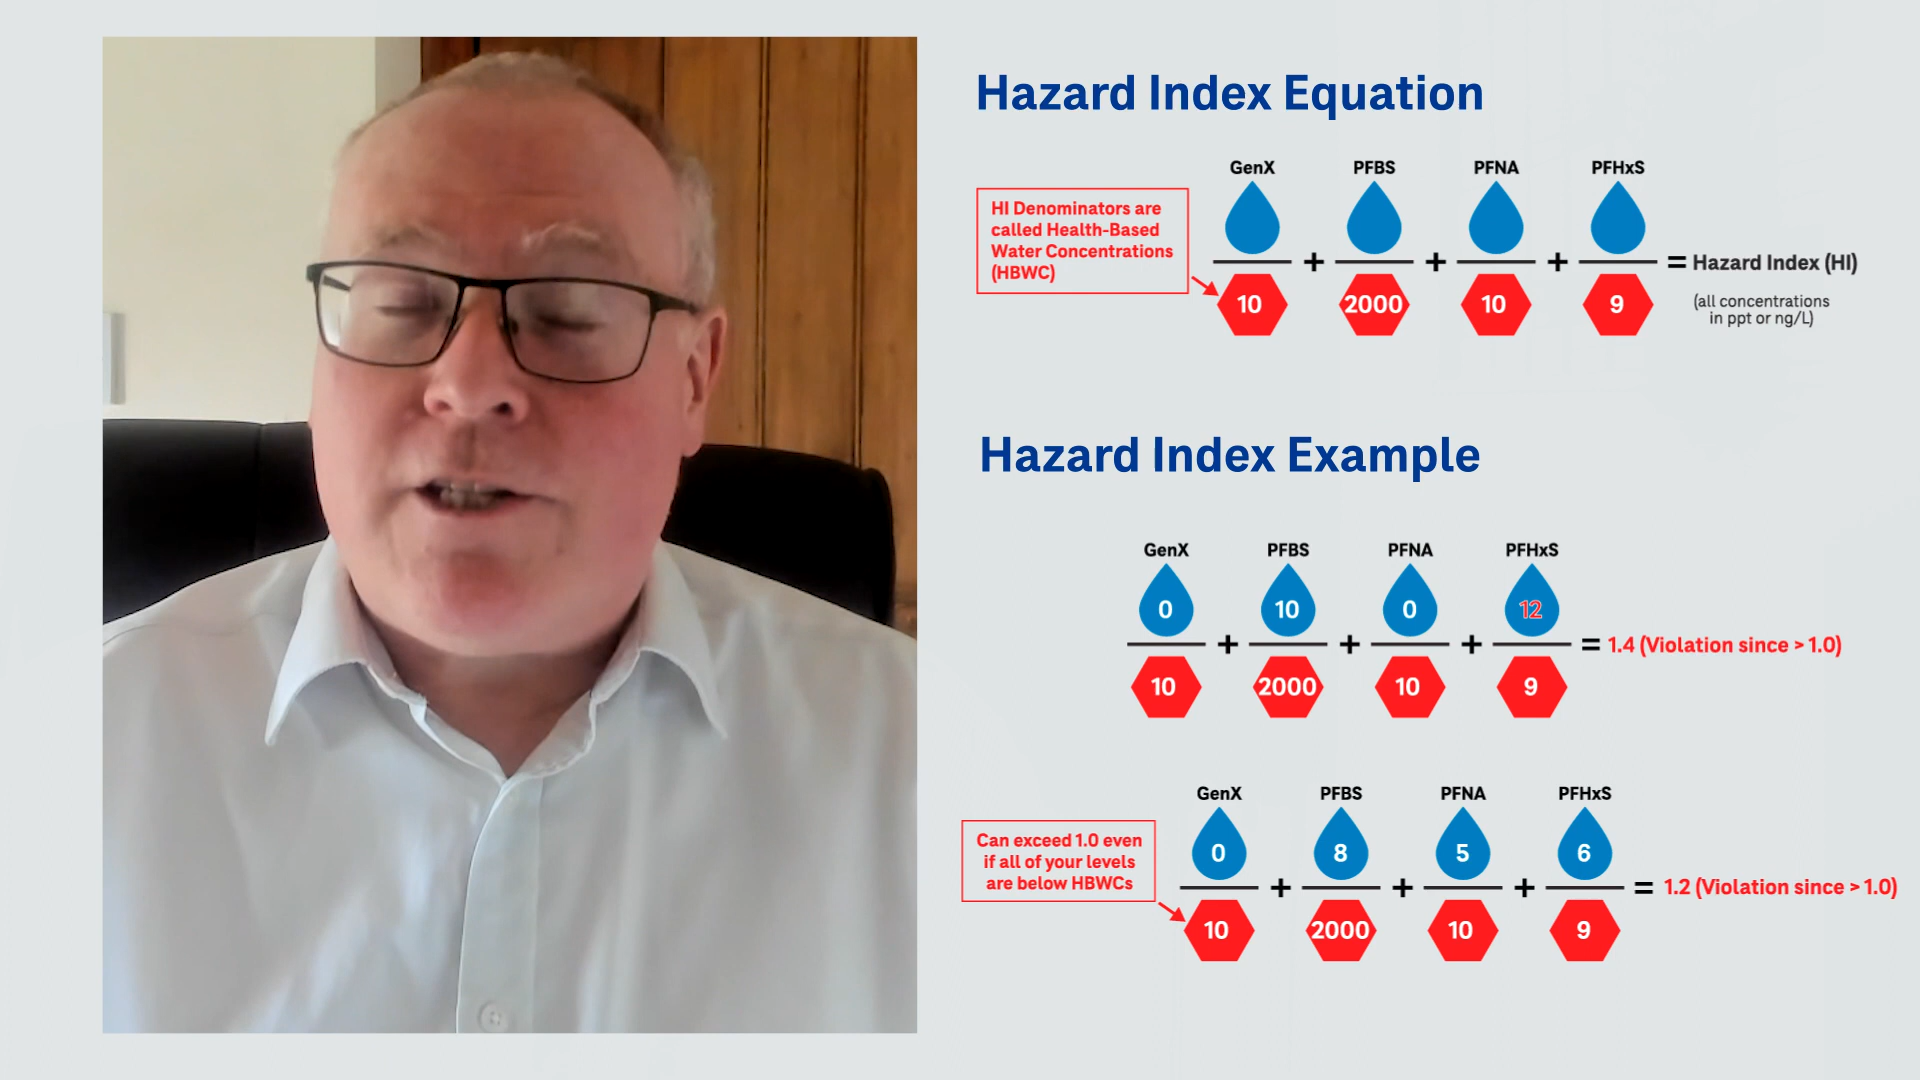 Hazard Index Equation
GenX PFBS PFNA PFHxS
HI Denominators are
called Health-Based
Water Concentrations
(HBWC)
+ + + = Hazard Index (HI)
10 2000 10 9
(all concentrations
in ppt or ng/L)
Hazard Index Example
GenX PFBS PFNA PFHxS
0 10 0 12
+ + + = 1.4 (Violation since > 1.0)
10 2000 10 9
GenX PFBS PFNA PFHxS
Can exceed 1.0 even
if all of your levels
are below HBWCs
0 8 5 6
+ + + = 1.2 (Violation since > 1.0)
10 2000 10 9